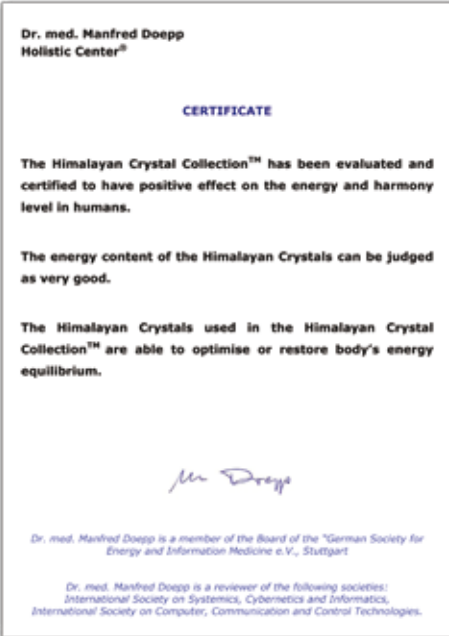 Dr. med. Manfred Doepp
Holistic Center®
CERTIFICATE
The Himalayan Crystal Collection™ has been evaluated and
certified to have positive effect on the energy and harmony
level in humans.
The energy content of the Himalayan Crystals can be judged
as very good.
The Himalayan Crystals used in the Himalayan Crystal
Collection™ are able to optimise or restore body's energy
equilibrium.
M Doepp
Dr. med. Manfred Doepp is a member of the Board of the "German Society for
Energy and Information Medicine e.V., Stuttgart
Dr. med. Manfred Doepp is a reviewer of the following societies:
International Society on Systemics, Cybernetics and Informatics,
International Society on Computer, Communication and Control Technologies.